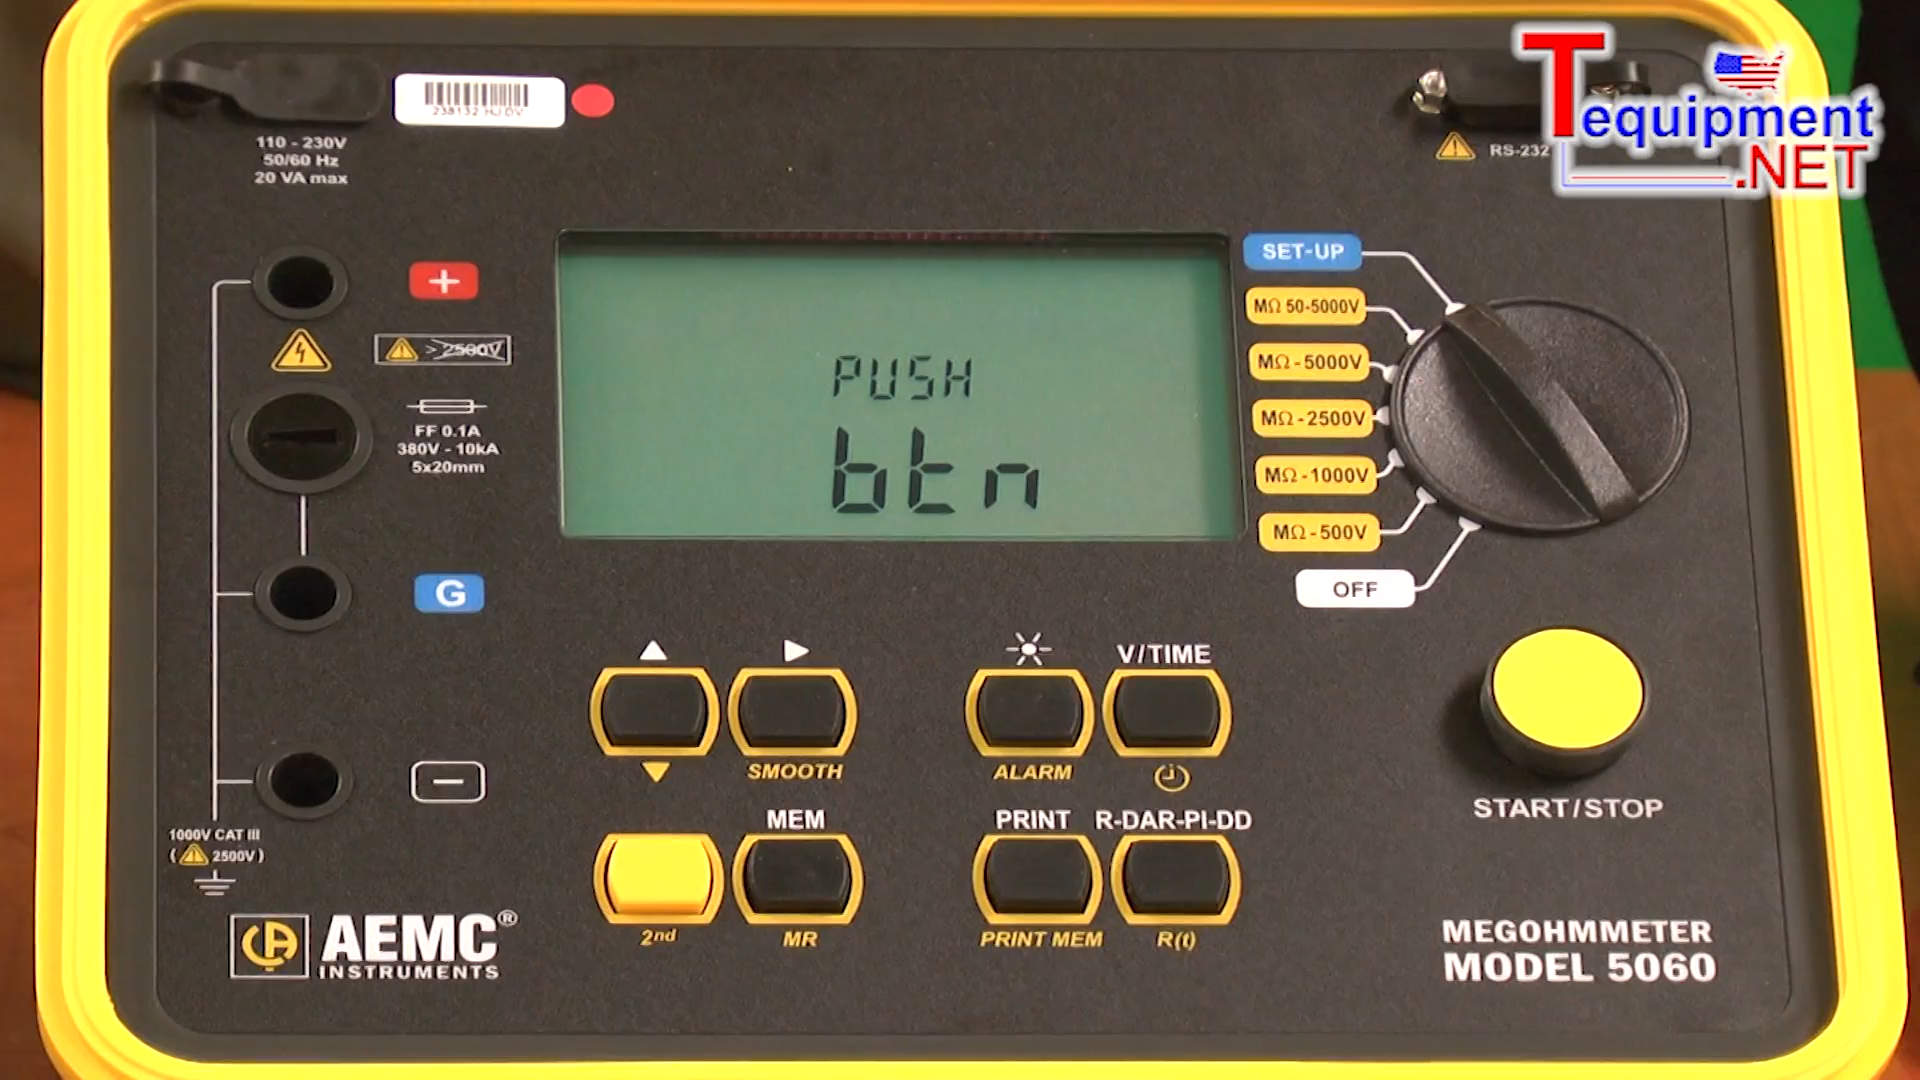 Tequipment
.NET
238132 HJ DV
110 - 230V
50/60 Hz
20 VA max
RS-232
SET-UP
MΩ 50-5000V
MΩ - 5000V
MΩ - 2500V
MΩ - 1000V
MΩ - 500V
OFF
+
> 2500V
FF 0.1A
380V - 10kA
5x20mm
PUSH
btn
G
V/TIME
SMOOTH
ALARM
START/STOP
MEM
PRINT
R-DAR-PI-DD
1000V CAT III
( 2500V )
2nd
MR
PRINT MEM
R(t)
AEMC®
INSTRUMENTS
MEGOHMMETER
MODEL 5060